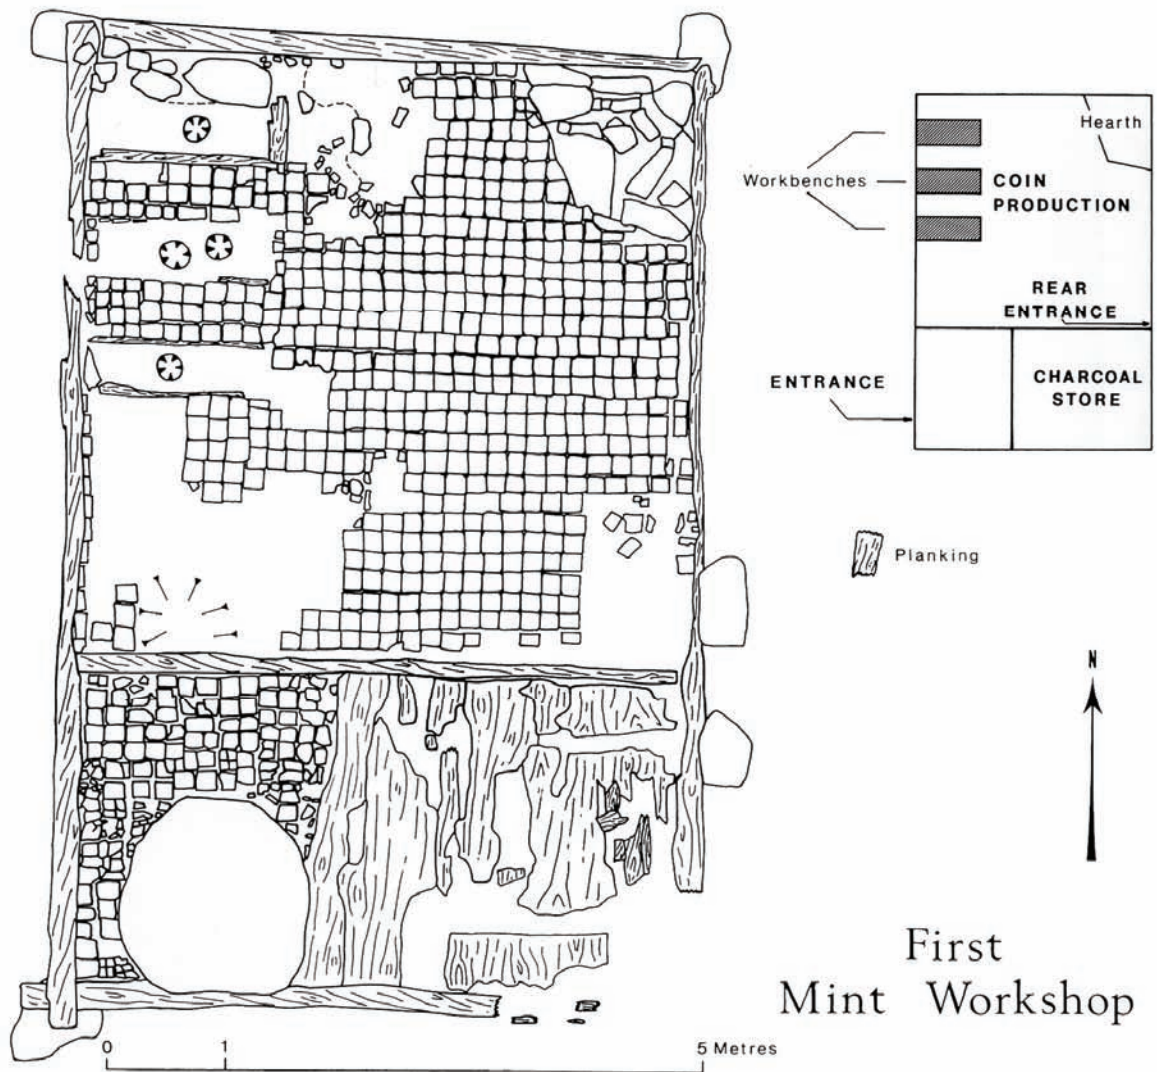 Hearth
Workbenches
COIN
PRODUCTION
REAR
ENTRANCE
ENTRANCE
CHARCOAL
STORE
Planking
N
First
Mint Workshop
0 1 5 Metres